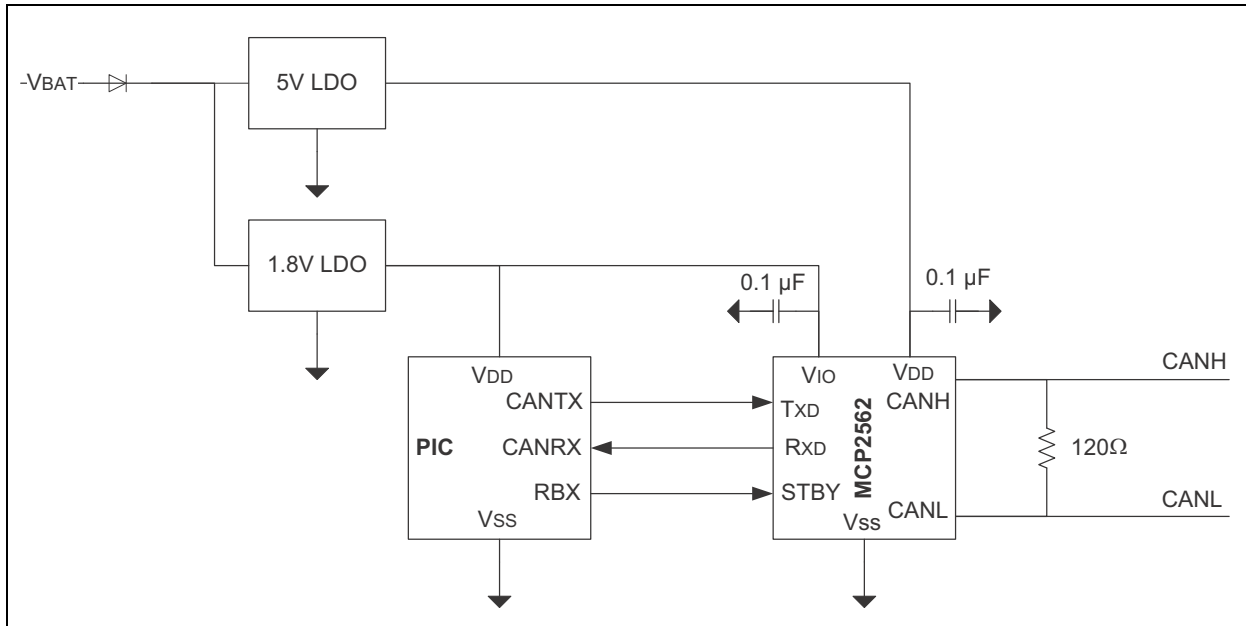 5V LDO
VBAT
1.8V LDO
0.1 µF
0.1 µF
VDD
CANTX
PIC
CANRX
RBX
VSS
VIO
VDD
CANH
TXD
RXD
MCP2562
STBY
CANL
Vss
CANH
120Ω
CANL